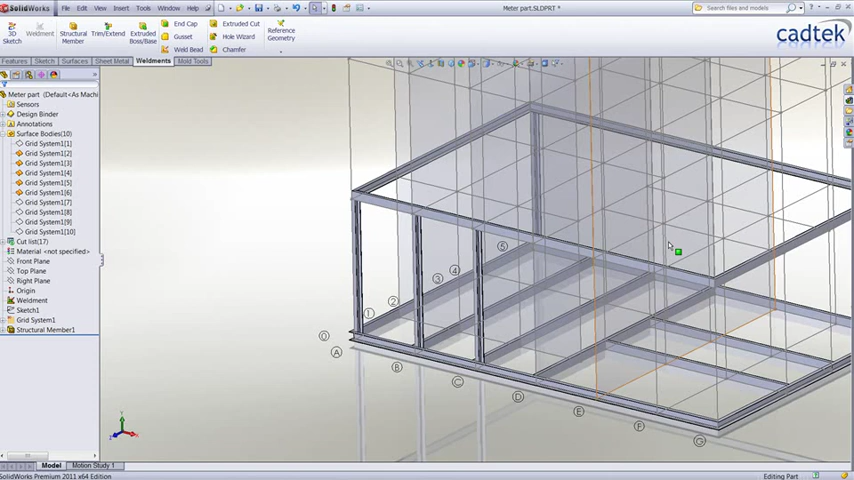 SolidWorks
File Edit View Insert Tools Window Help
Meter part.SLDPRT *
Search files and models
3D Sketch
Weldment
Structural Member
Trim/Extend
Extruded Boss/Base
End Cap
Gusset
Weld Bead
Extruded Cut
Hole Wizard
Chamfer
Reference Geometry
cadtek
Features Sketch Surfaces Sheet Metal Weldments Mold Tools
Meter part (Default<As Machi
Sensors
Design Binder
Annotations
Surface Bodies(10)
Grid System1[1]
Grid System1[2]
Grid System1[3]
Grid System1[4]
Grid System1[5]
Grid System1[6]
Grid System1[7]
Grid System1[8]
Grid System1[9]
Grid System1[10]
Cut list(17)
Material <not specified>
Front Plane
Top Plane
Right Plane
Origin
Weldment
Sketch1
Grid System1
Structural Member1
0
1
2
3
4
5
A
B
C
D
E
F
G
Model Motion Study 1
SolidWorks Premium 2011 x64 Edition
Editing Part